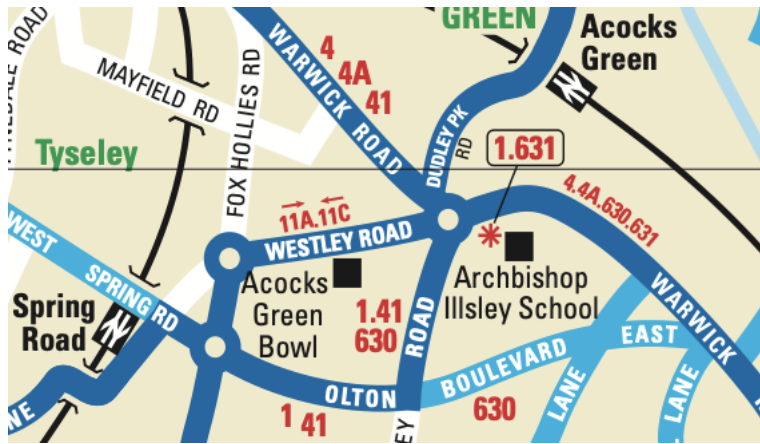 GREEN
Acocks
Green
4
4A
41
WARWICK ROAD
MAYFIELD RD
FOX HOLLIES RD
DUDLEY PK
RD
1.631
Tyseley
11A.11C
WESTLEY ROAD
4.4A.630.631
WEST
SPRING RD
Spring
Road
Acocks
Green
Bowl
1.41
630
Archbishop
Illsley School
WARWICK
ROAD
BOULEVARD
EAST
OLTON
1
41
630
LANE
LANE